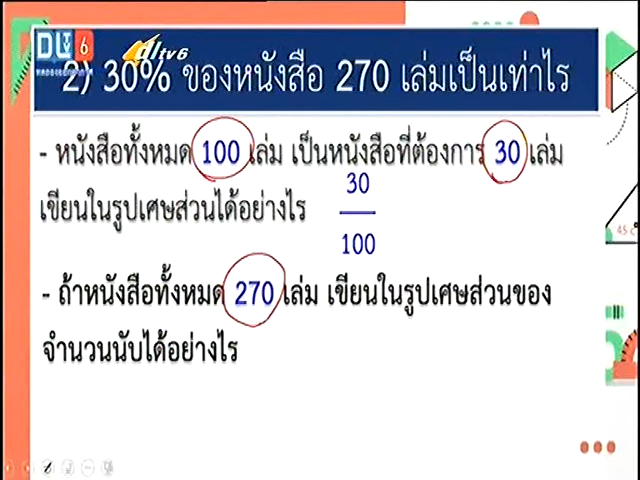 DLTV 6
dltv6
2) 30% ของหนังสือ 270 เล่มเป็นเท่าไร
- หนังสือทั้งหมด 100 เล่ม เป็นหนังสือที่ต้องการ 30 เล่ม
เขียนในรูปเศษส่วนได้อย่างไร
30
100
- ถ้าหนังสือทั้งหมด 270 เล่ม เขียนในรูปเศษส่วนของ
จำนวนนับได้อย่างไร